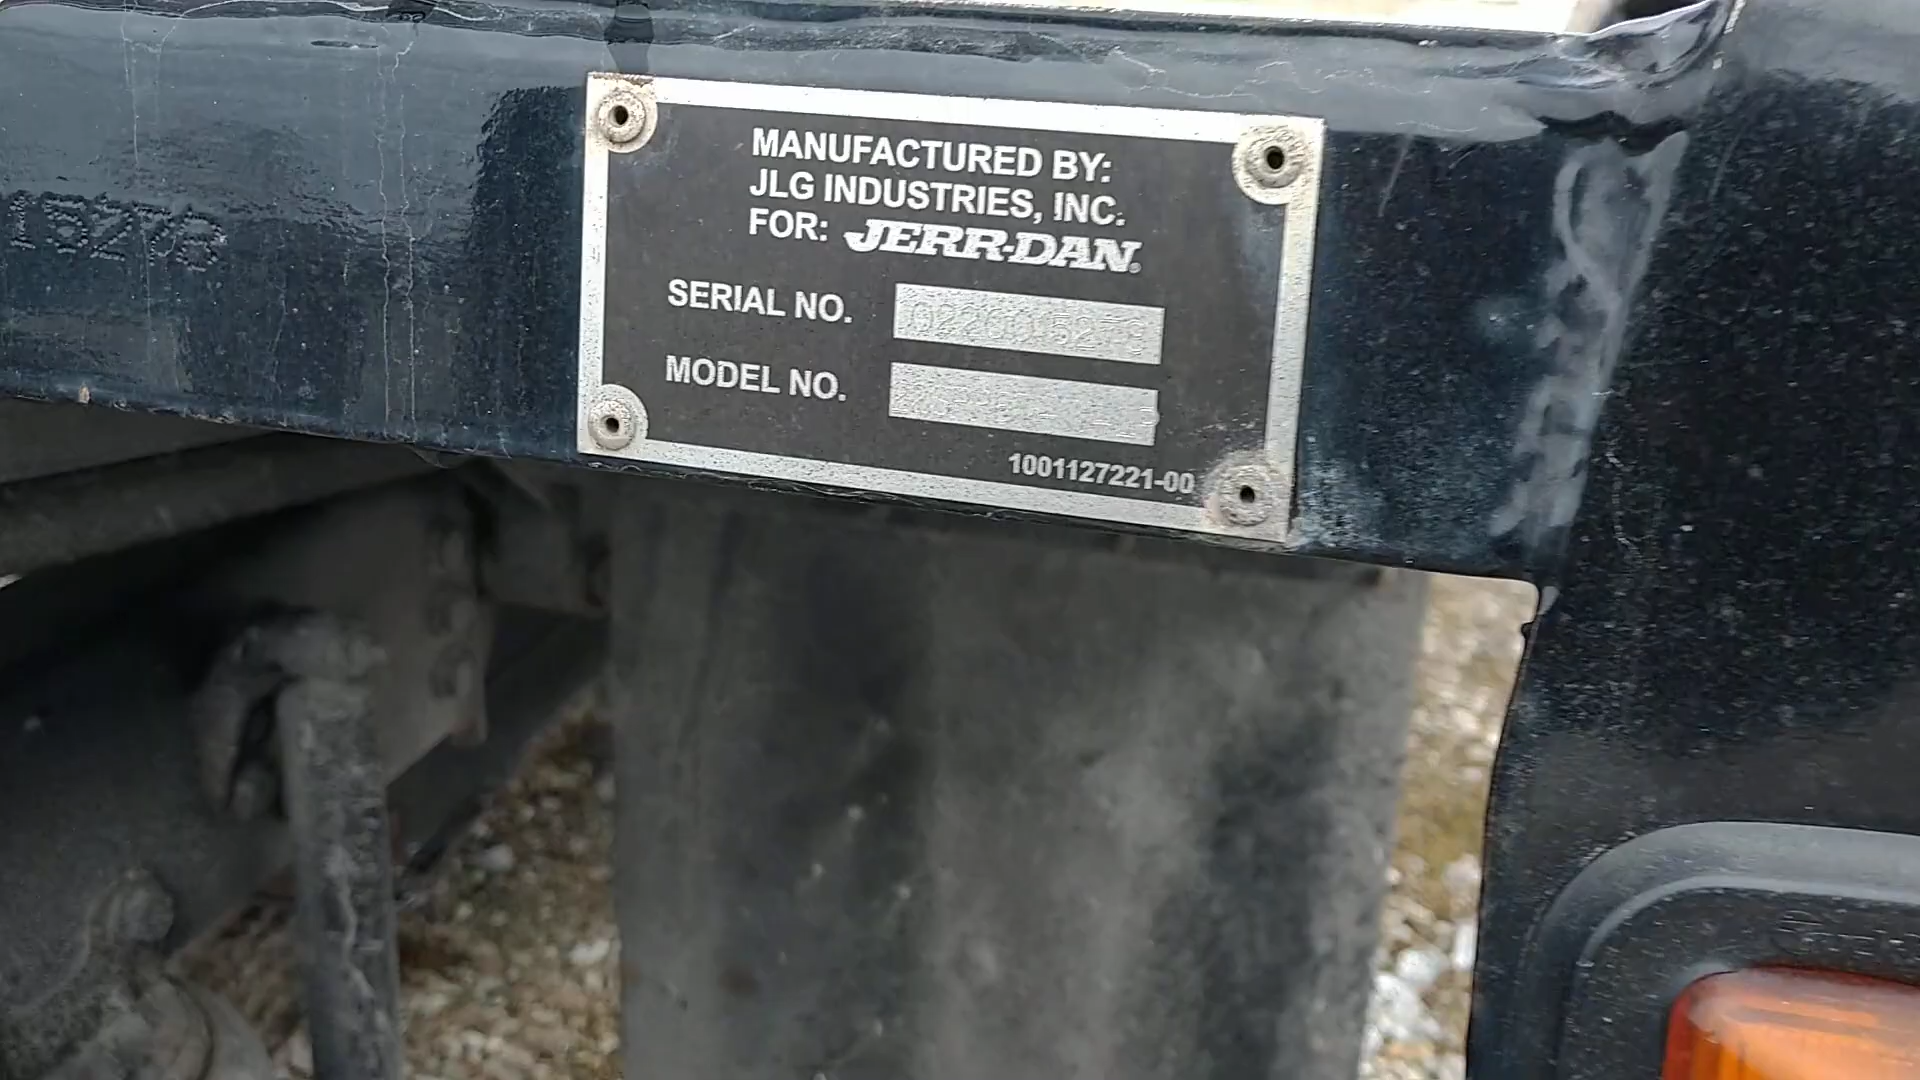 MANUFACTURED BY:
JLG INDUSTRIES, INC.
FOR: JERR-DAN®
SERIAL NO.
MODEL NO.
1001127221-00